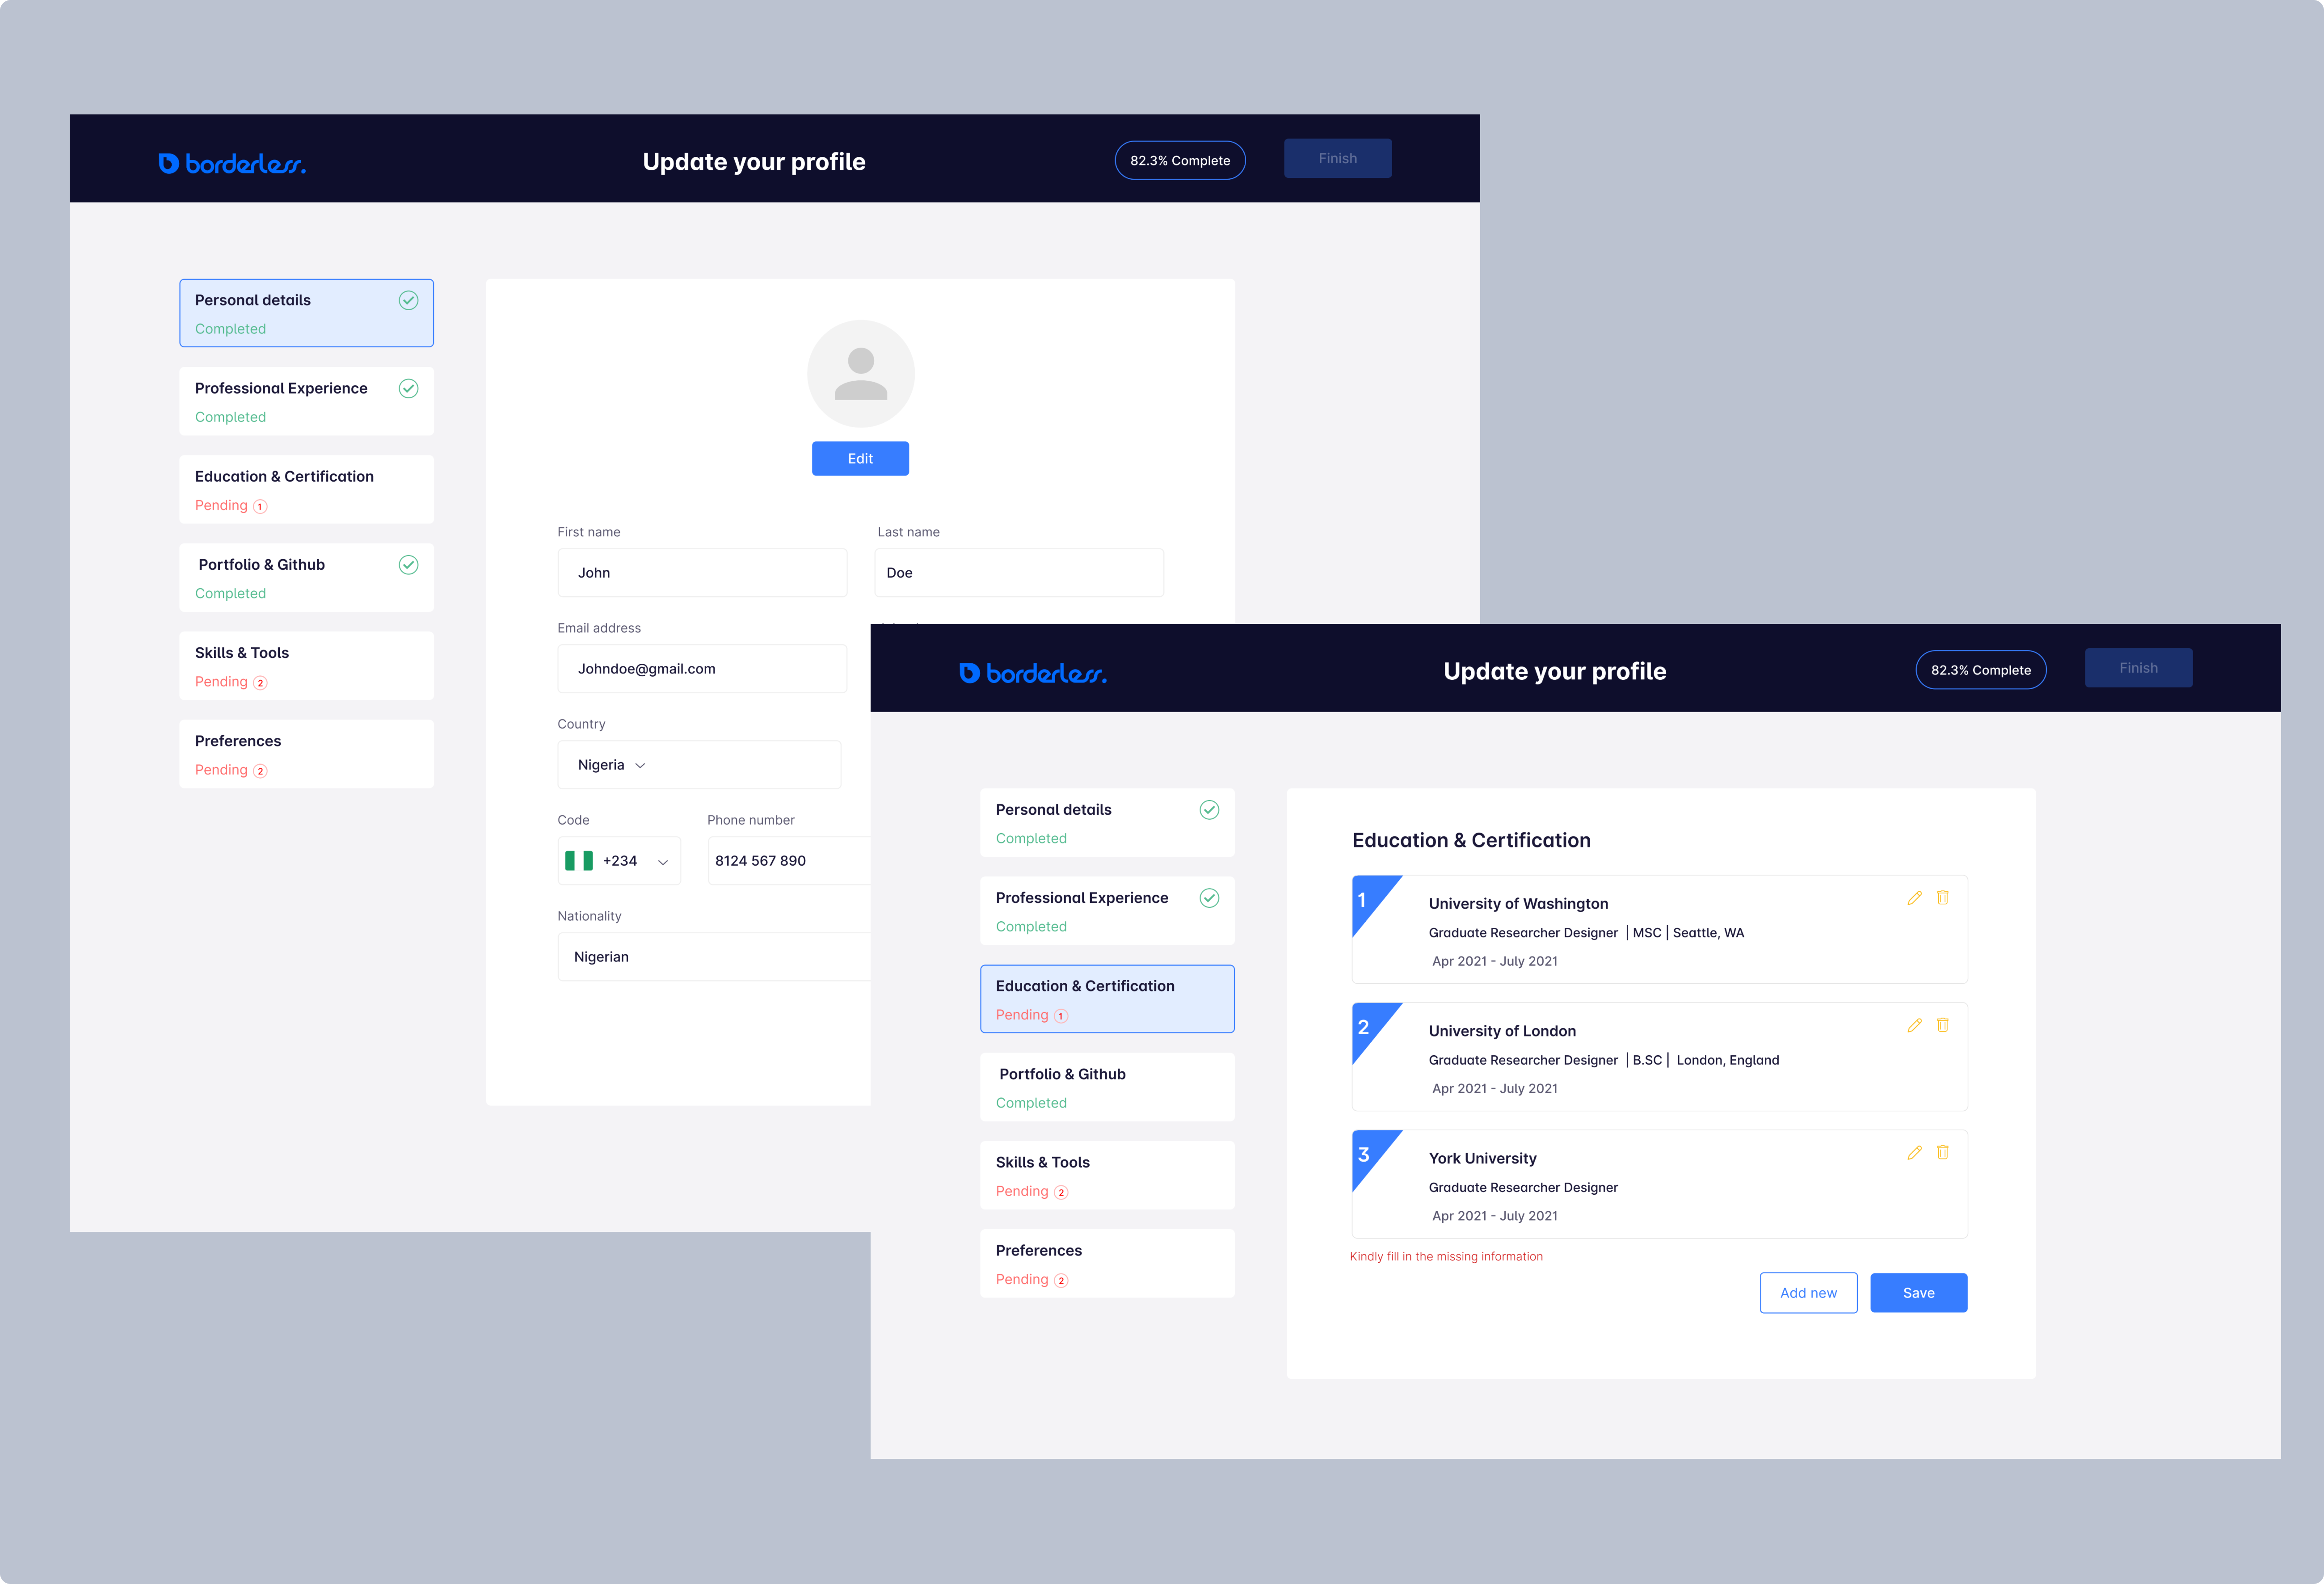 borderless.
Update your profile
82.3% Complete
Finish
Personal details
Completed
Professional Experience
Completed
Education & Certification
Pending 1
Portfolio & Github
Completed
Skills & Tools
Pending 2
Preferences
Pending 2
Edit
First name
Last name
John
Doe
Email address
Johndoe@gmail.com
Country
Nigeria
Code
Phone number
+234
8124 567 890
Nationality
Nigerian
borderless.
Update your profile
82.3% Complete
Finish
Personal details
Completed
Professional Experience
Completed
Education & Certification
Pending 1
Portfolio & Github
Completed
Skills & Tools
Pending 2
Preferences
Pending 2
Education & Certification
1
University of Washington
Graduate Researcher Designer | MSC | Seattle, WA
Apr 2021 - July 2021
2
University of London
Graduate Researcher Designer | B.SC | London, England
Apr 2021 - July 2021
3
York University
Graduate Researcher Designer
Apr 2021 - July 2021
Kindly fill in the missing information
Add new
Save